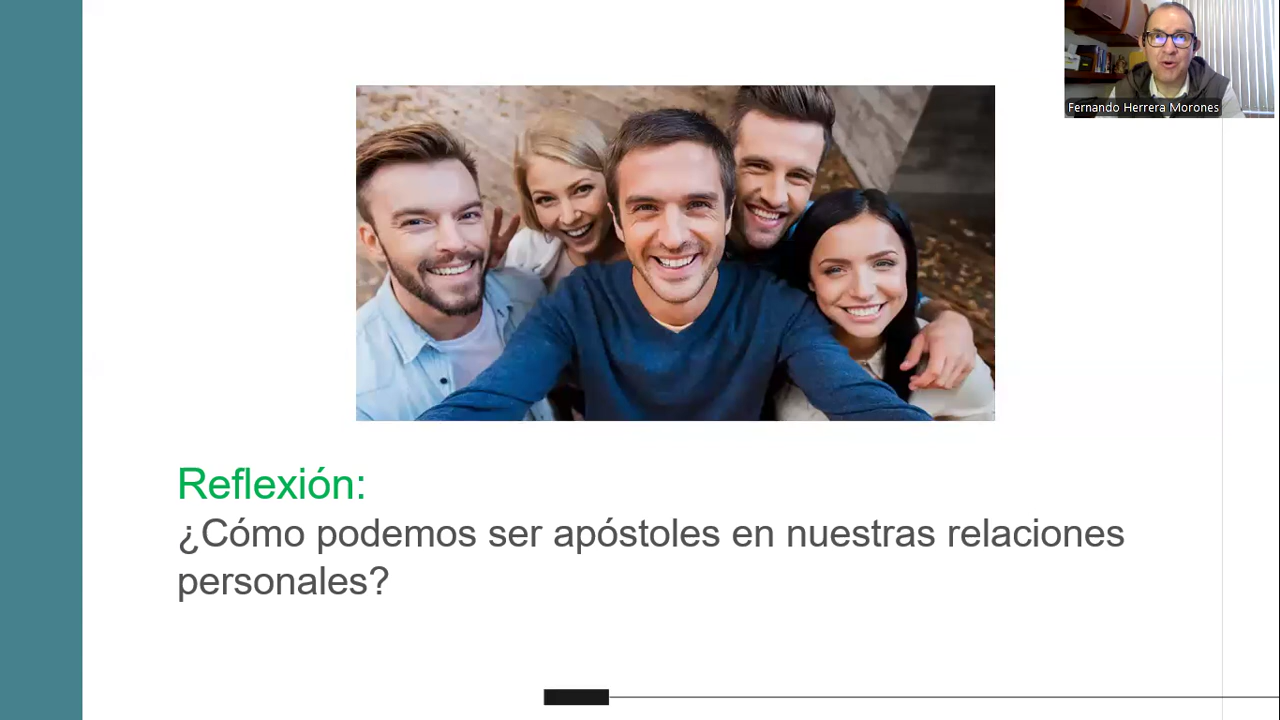 Fernando Herrera Morones
Reflexión:
¿Cómo podemos ser apóstoles en nuestras relaciones
personales?